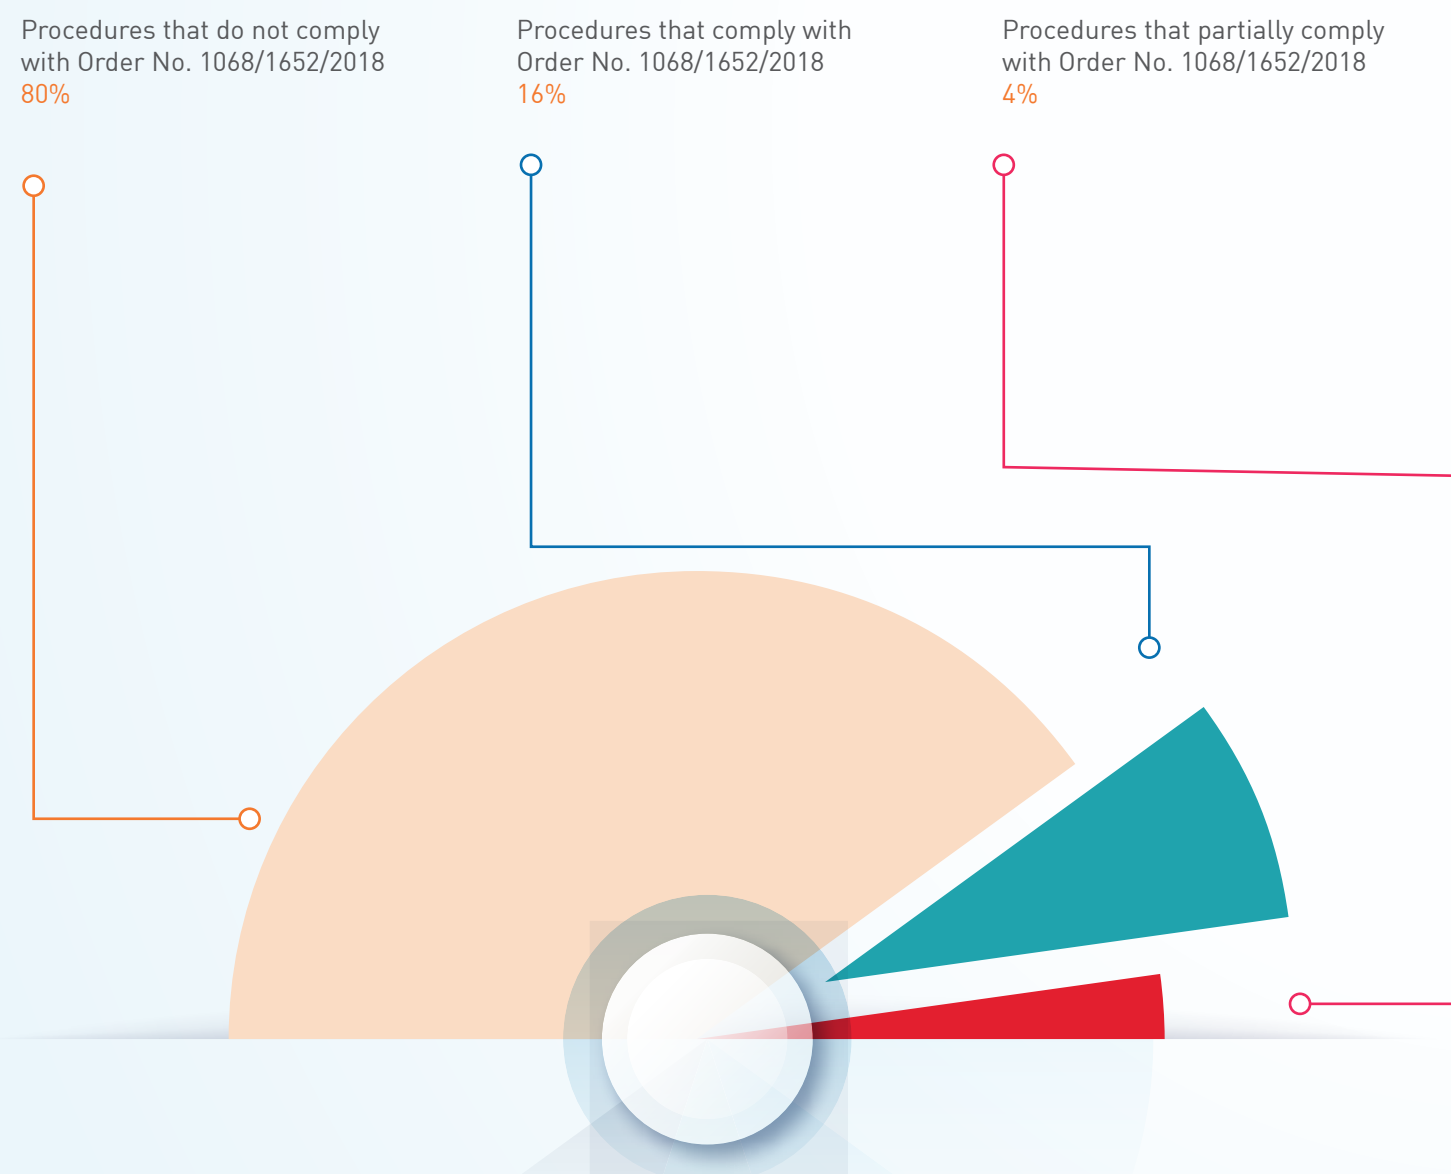 Procedures that do not comply
with Order No. 1068/1652/2018
80%
Procedures that comply with
Order No. 1068/1652/2018
16%
Procedures that partially comply
with Order No. 1068/1652/2018
4%